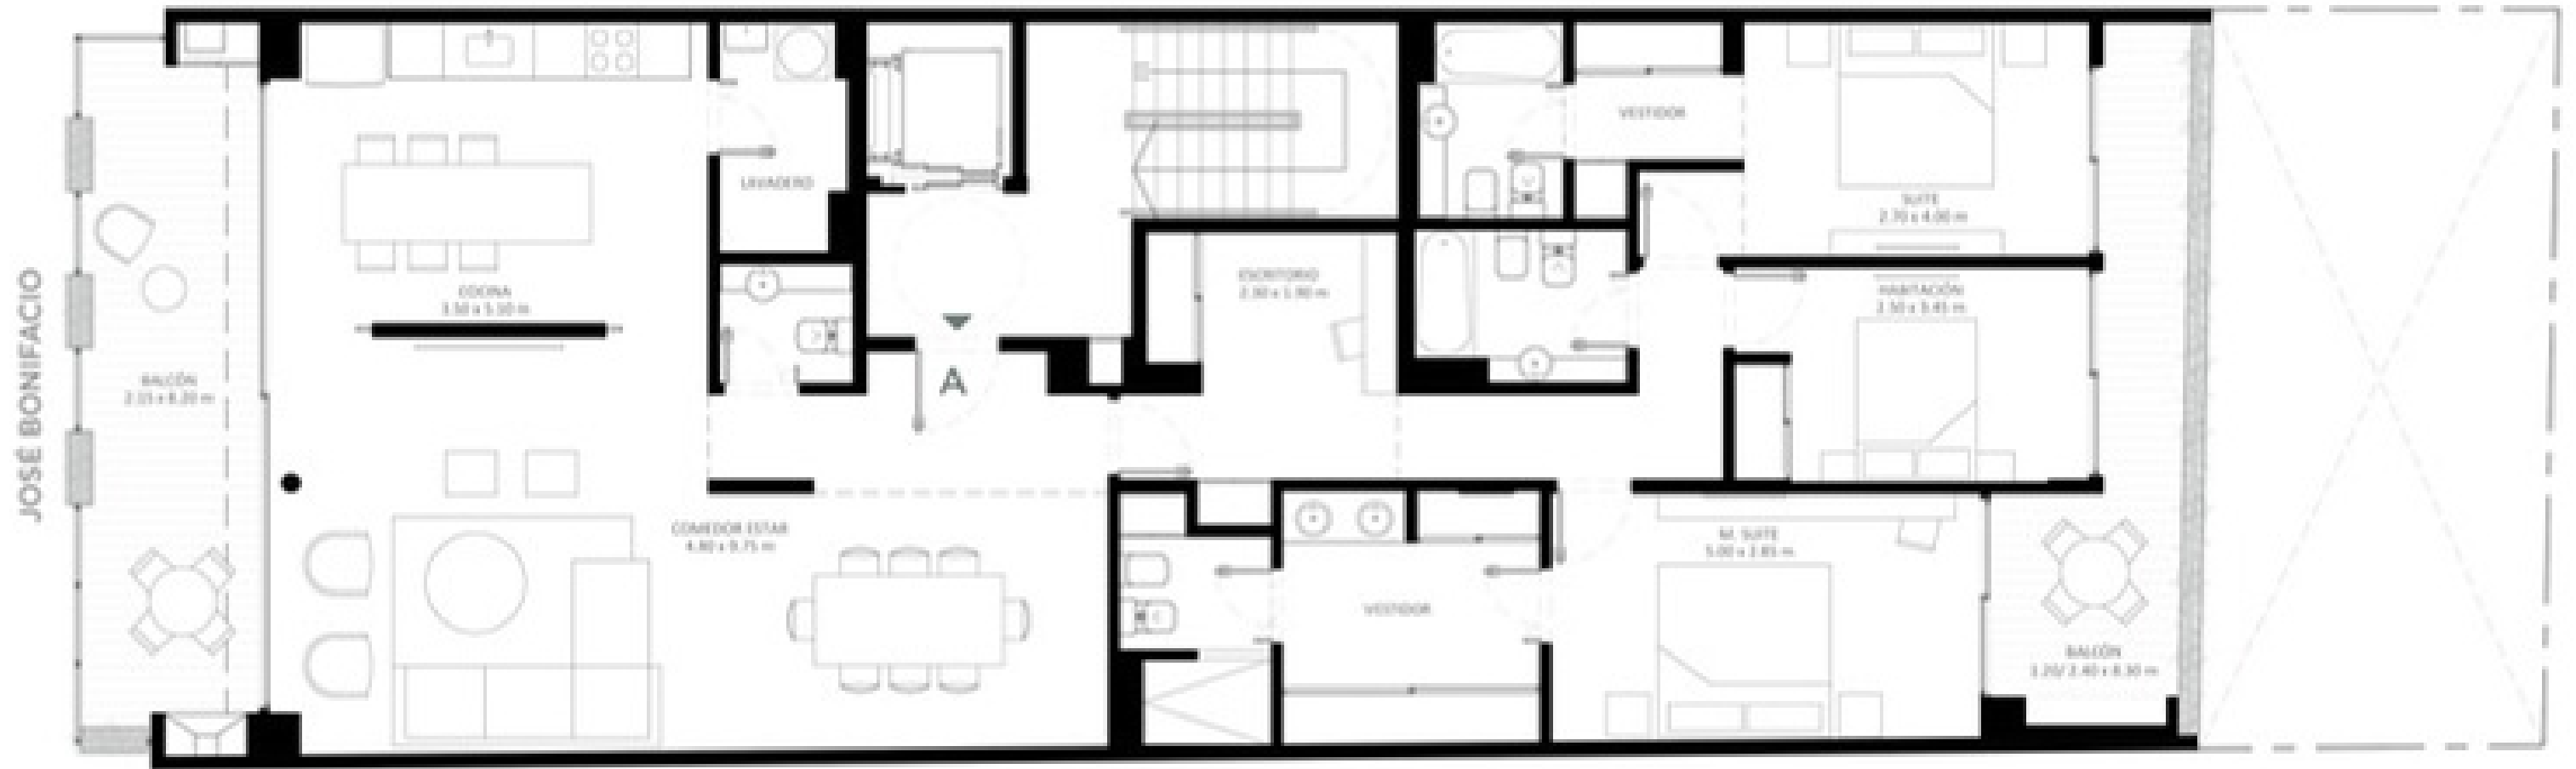 JOSÉ BONIFACIO
BALCÓN
2.15 x 8.20 m
COCINA
3.50 x 5.10 m
LAVADERO
A
COMEDOR ESTAR
4.80 x 9.75 m
ESCRITORIO
2.30 x 1.90 m
VESTIDOR
SUITE
2.70 x 4.00 m
HABITACIÓN
2.50 x 3.45 m
VESTIDOR
M. SUITE
5.00 x 2.85 m
BALCÓN
1.20/ 2.40 x 8.30 m